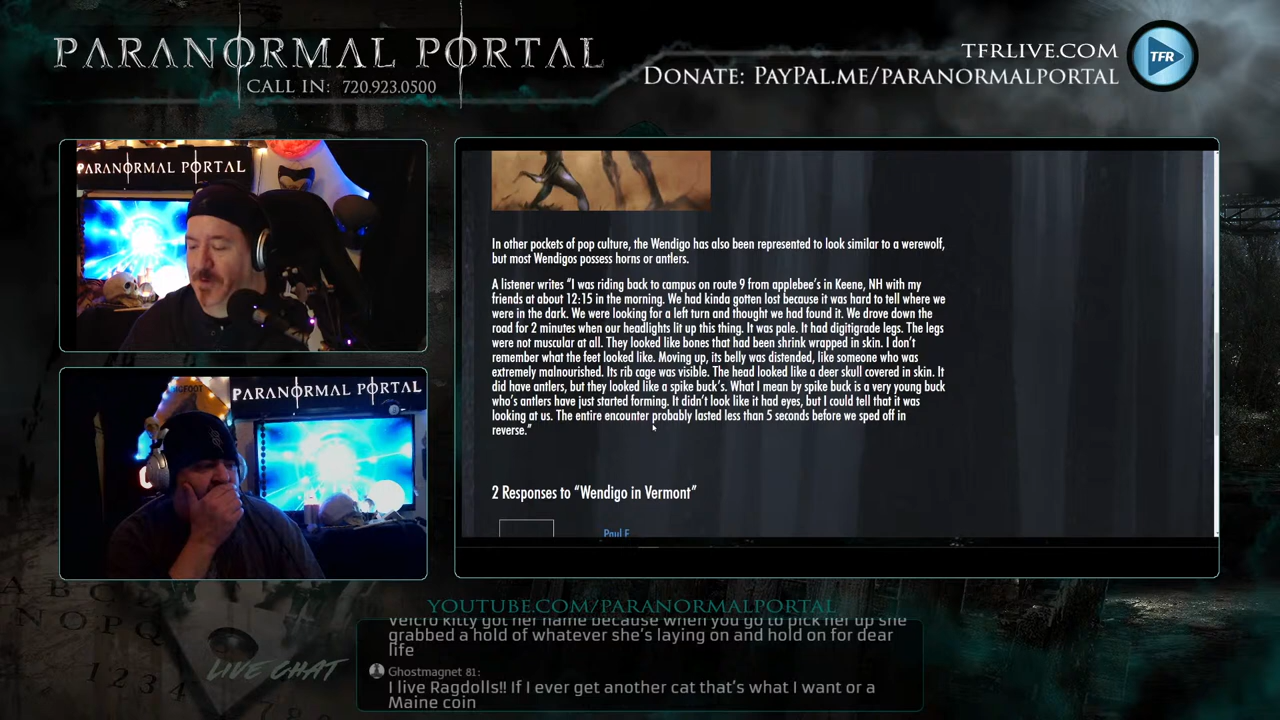 PARANORMAL PORTAL
CALL IN: 720.923.0500
TFRLIVE.COM
DONATE: PAYPAL.ME/PARANORMALPORTAL
TFR
PARANORMAL PORTAL
PARANORMAL PORTAL
In other pockets of pop culture, the Wendigo has also been represented to look similar to a werewolf,
but most Wendigos possess horns or antlers.
A listener writes “I was riding back to campus on route 9 from applebee’s in Keene, NH with my
friends at about 12:15 in the morning. We had kinda gotten lost because it was hard to tell where we
were in the dark. We were looking for a left turn and thought we had found it. We drove down the
road for 2 minutes when our headlights lit up this thing. It was pale. It had digitigrade legs. The legs
were not muscular at all. They looked like bones that had been shrink wrapped in skin. I don’t
remember what the feet looked like. Moving up, its belly was distended, like someone who was
extremely malnourished. Its rib cage was visible. The head looked like a deer skull covered in skin. It
did have antlers, but they looked like a spike buck’s. What I mean by spike buck is a very young buck
who’s antlers have just started forming. It didn’t look like it had eyes, but I could tell that it was
looking at us. The entire encounter probably lasted less than 5 seconds before we sped off in
reverse.”
2 Responses to “Wendigo in Vermont”
Paul F
YOUTUBE.COM/PARANORMALPORTAL
Velcro kitty got her name because when you go to pick her up she
grabbed a hold of whatever she's laying on and hold on for dear
life
Ghostmagnet 81:
I live Ragdolls!! If I ever get another cat that's what I want or a
Maine coin
LIVE CHAT
A B C D
N O P Q
1 2 3 4